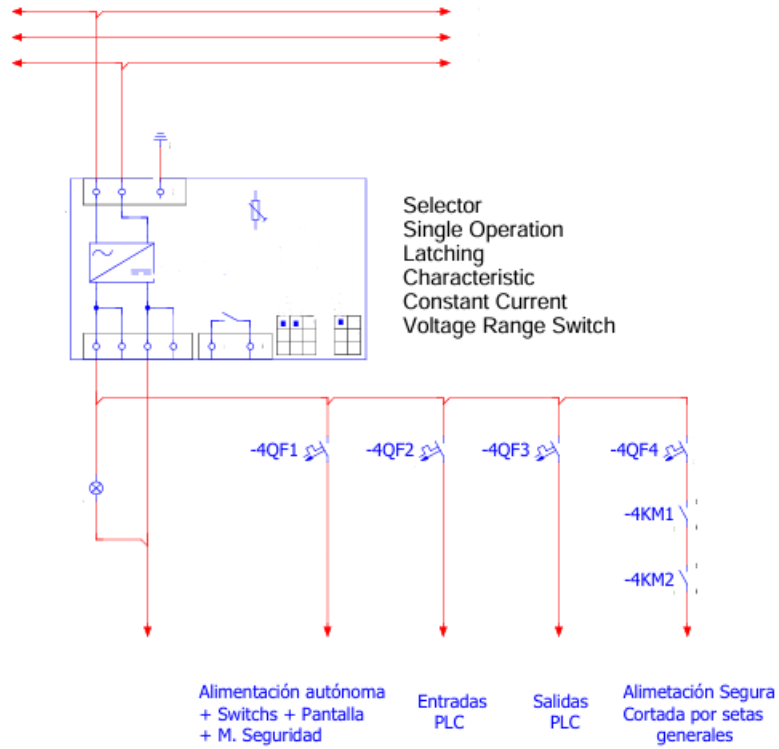 Selector
Single Operation
Latching
Characteristic
Constant Current
Voltage Range Switch
-4QF1
-4QF2
-4QF3
-4QF4
-4KM1
-4KM2
Alimentación autónoma
+ Switchs + Pantalla
+ M. Seguridad
Entradas
PLC
Salidas
PLC
Alimetación Segura
Cortada por setas
generales